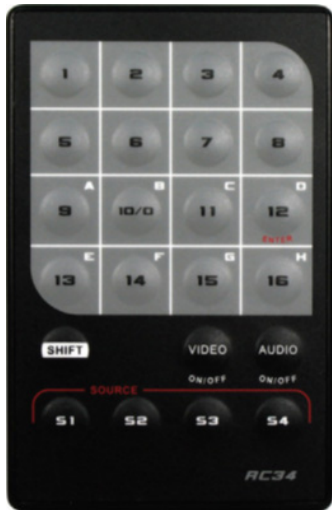 1 2 3 4
5 6 7 8
A B C D
9 10/0 11 12
ENTER
E F G H
13 14 15 16
SHIFT VIDEO AUDIO
ON/OFF ON/OFF
SOURCE
S1 S2 S3 S4
RC34